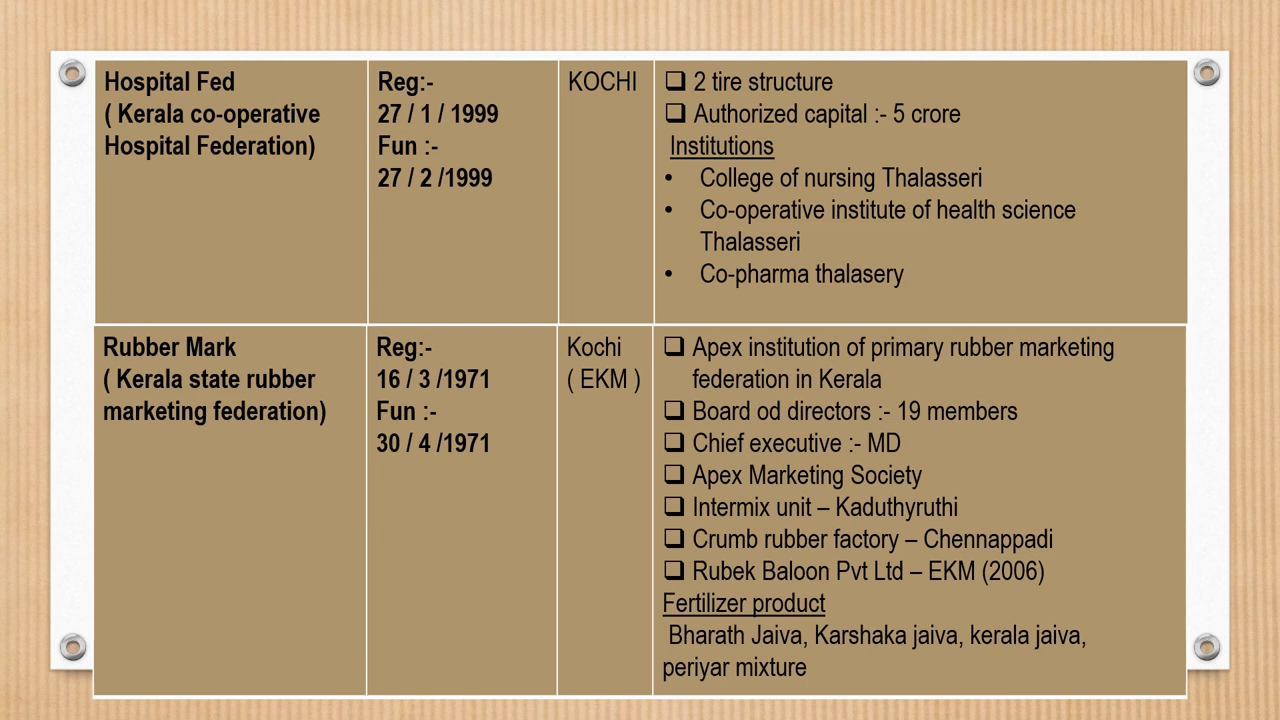 Hospital Fed
( Kerala co-operative
Hospital Federation)
Reg:-
27 / 1 / 1999
Fun :-
27 / 2 /1999
KOCHI
❑ 2 tire structure
❑ Authorized capital :- 5 crore
Institutions
• College of nursing Thalasseri
• Co-operative institute of health science
Thalasseri
• Co-pharma thalasery
Rubber Mark
( Kerala state rubber
marketing federation)
Reg:-
16 / 3 /1971
Fun :-
30 / 4 /1971
Kochi
( EKM )
❑ Apex institution of primary rubber marketing
federation in Kerala
❑ Board od directors :- 19 members
❑ Chief executive :- MD
❑ Apex Marketing Society
❑ Intermix unit – Kaduthyruthi
❑ Crumb rubber factory – Chennappadi
❑ Rubek Baloon Pvt Ltd – EKM (2006)
Fertilizer product
Bharath Jaiva, Karshaka jaiva, kerala jaiva,
periyar mixture